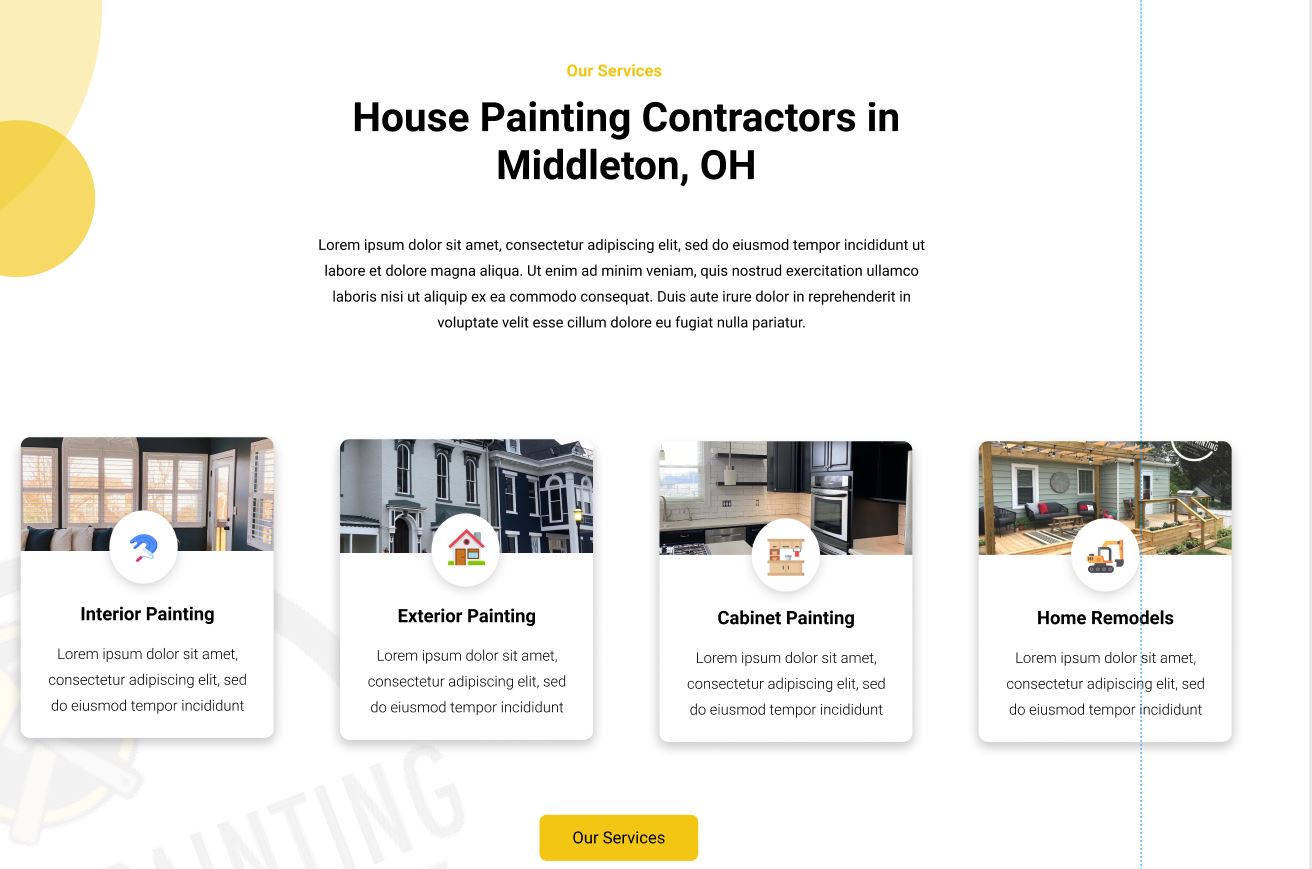 Our Services
House Painting Contractors in
Middleton, OH
Lorem ipsum dolor sit amet, consectetur adipiscing elit, sed do eiusmod tempor incididunt ut
labore et dolore magna aliqua. Ut enim ad minim veniam, quis nostrud exercitation ullamco
laboris nisi ut aliquip ex ea commodo consequat. Duis aute irure dolor in reprehenderit in
voluptate velit esse cillum dolore eu fugiat nulla pariatur.
Interior Painting
Lorem ipsum dolor sit amet,
consectetur adipiscing elit, sed
do eiusmod tempor incididunt
Exterior Painting
Lorem ipsum dolor sit amet,
consectetur adipiscing elit, sed
do eiusmod tempor incididunt
Cabinet Painting
Lorem ipsum dolor sit amet,
consectetur adipiscing elit, sed
do eiusmod tempor incididunt
Home Remodels
Lorem ipsum dolor sit amet,
consectetur adipiscing elit, sed
do eiusmod tempor incididunt
PAINTING
Our Services